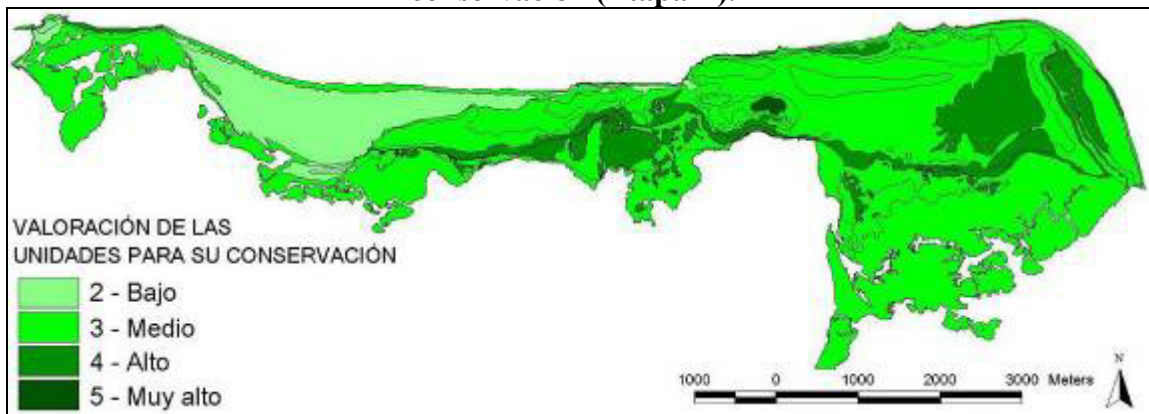 VALORACIÓN DE LAS
UNIDADES PARA SU CONSERVACIÓN
2 - Bajo
3 - Medio
4 - Alto
5 - Muy alto
N
1000 0 1000 2000 3000 Meters